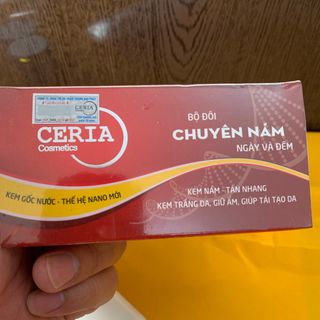 CERIA
CERIA
Cosmetics
KEM GỐC NƯỚC - THẾ HỆ NANO MỚI
BỘ ĐÔI
CHUYÊN NÁM
NGÀY VÀ ĐÊM
KEM NÁM - TÀN NHANG
KEM TRẮNG DA, GIỮ ẨM, GIÚP TÁI TẠO DA